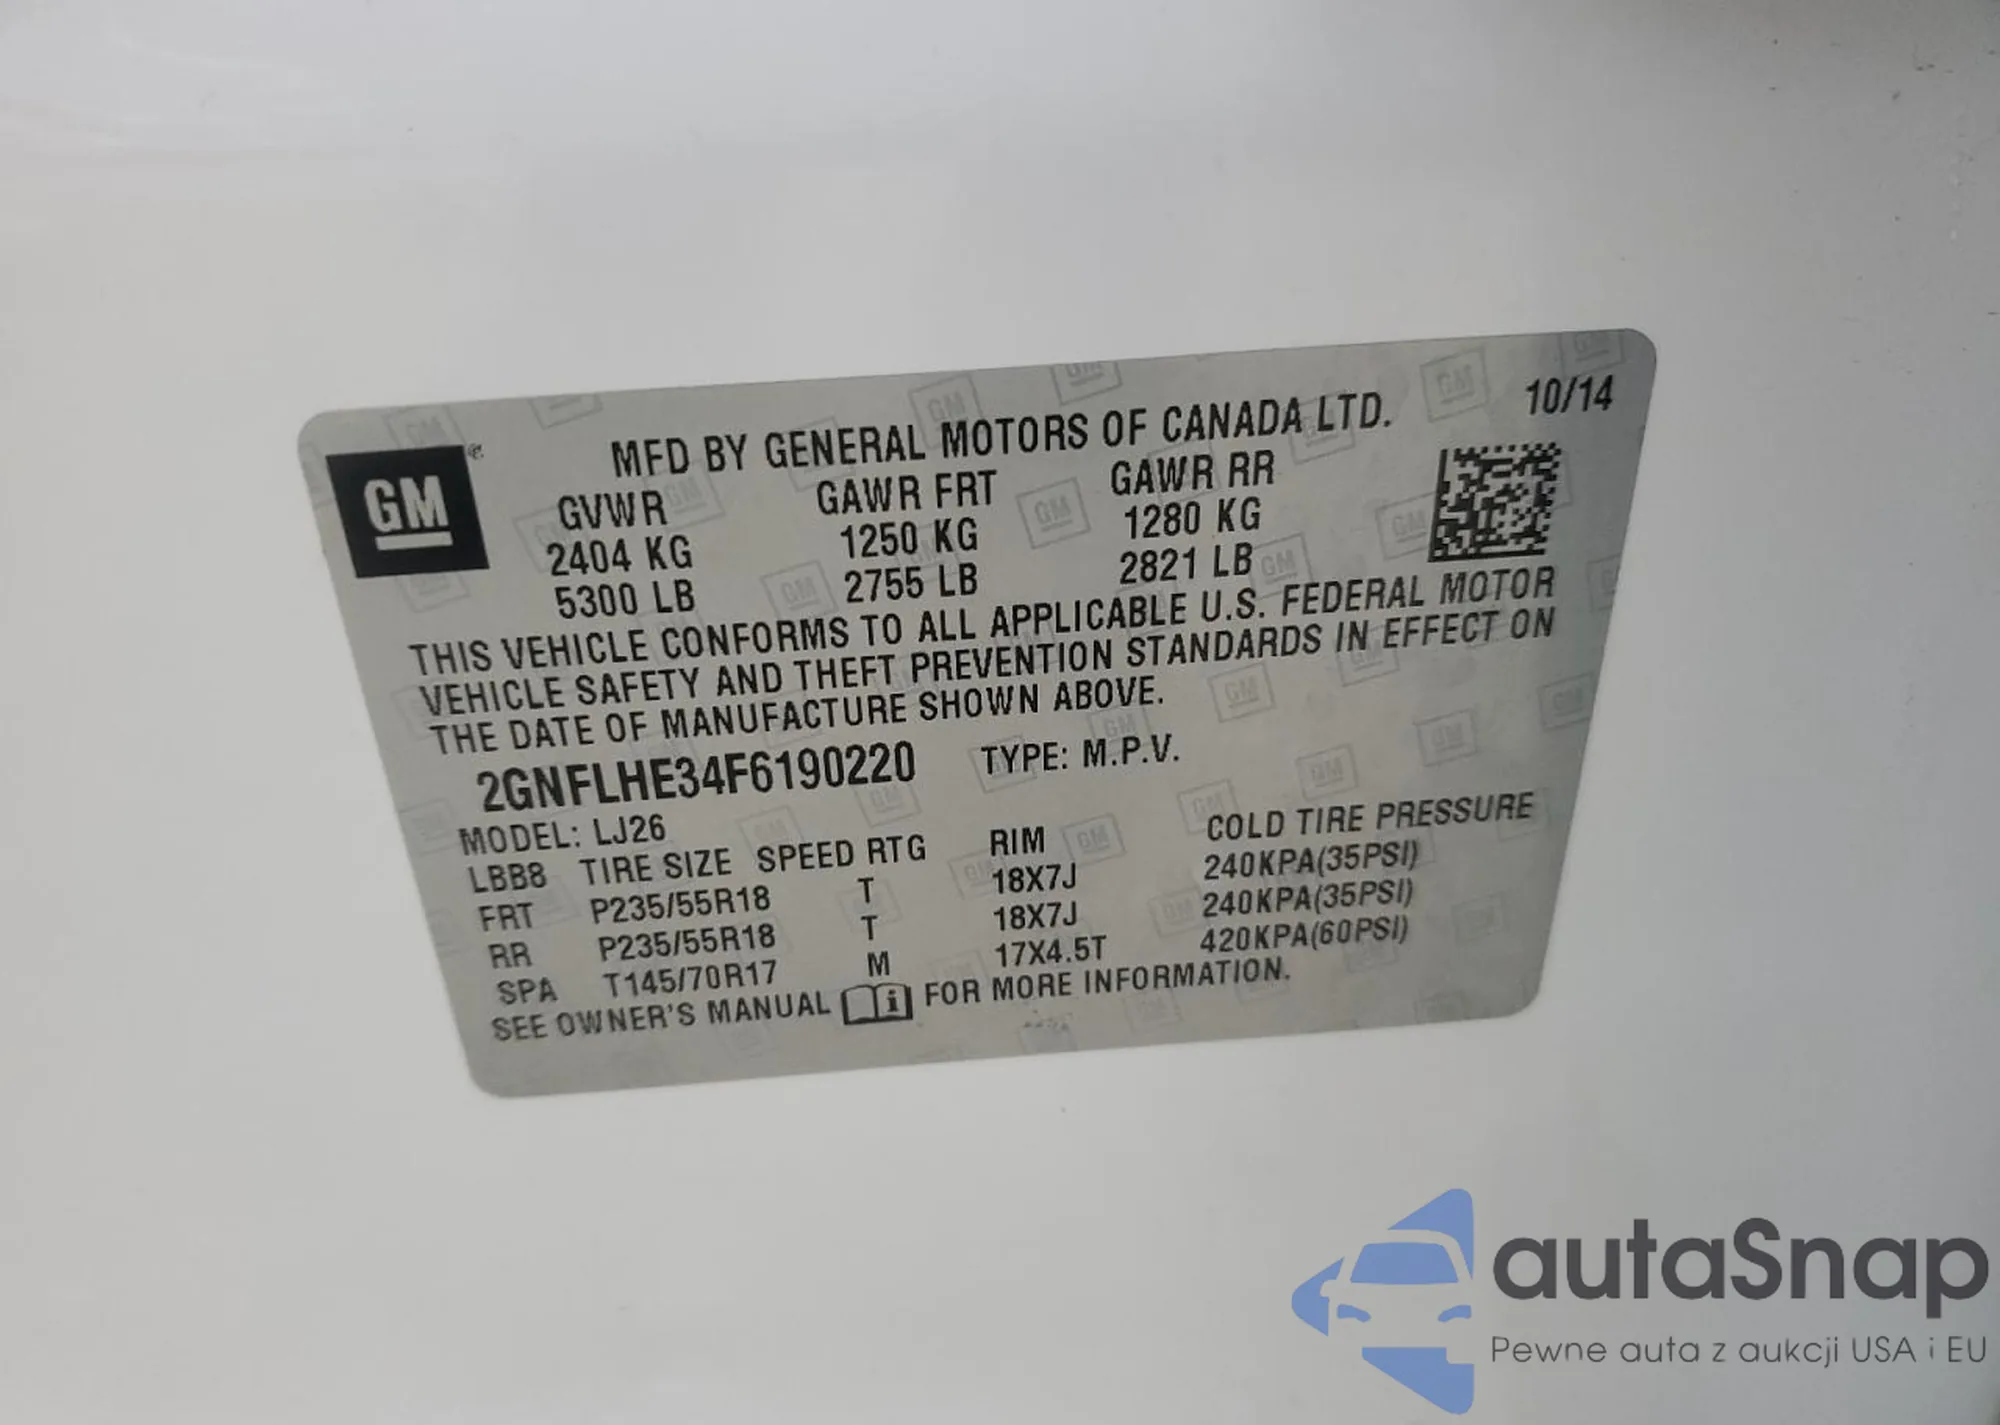 10/14
GM
MFD BY GENERAL MOTORS OF CANADA LTD.
GVWR GAWR FRT GAWR RR
2404 KG 1250 KG 1280 KG
5300 LB 2755 LB 2821 LB
THIS VEHICLE CONFORMS TO ALL APPLICABLE U.S. FEDERAL MOTOR
VEHICLE SAFETY AND THEFT PREVENTION STANDARDS IN EFFECT ON
THE DATE OF MANUFACTURE SHOWN ABOVE.
2GNFLHE34F6190220 TYPE: M.P.V.
MODEL: LJ26
LBB8 TIRE SIZE SPEED RTG RIM COLD TIRE PRESSURE
FRT P235/55R18 T 18X7J 240KPA(35PSI)
RR P235/55R18 T 18X7J 240KPA(35PSI)
SPA T145/70R17 M 17X4.5T 420KPA(60PSI)
SEE OWNER'S MANUAL i FOR MORE INFORMATION.
autaSnap
Pewne auta z aukcji USA i EU